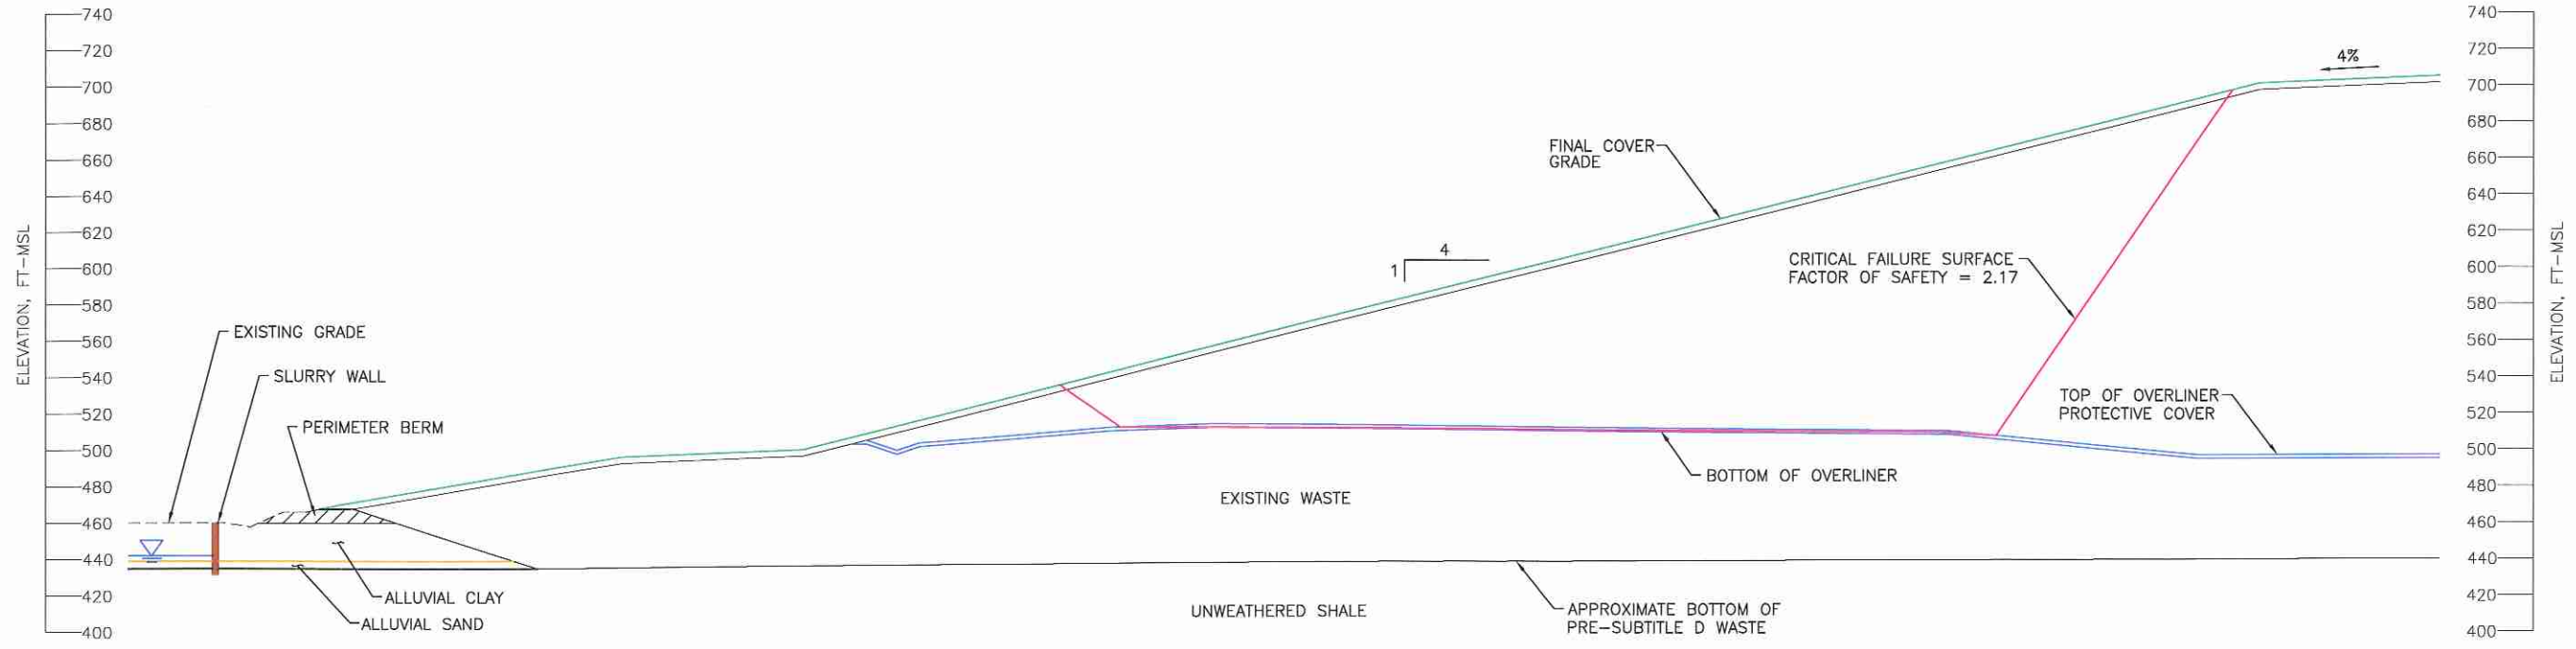 740
720
700
680
660
640
620
600
580
560
540
520
500
480
460
440
420
400
ELEVATION, FT-MSL
EXISTING GRADE
SLURRY WALL
PERIMETER BERM
ALLUVIAL CLAY
ALLUVIAL SAND
1
4
FINAL COVER
GRADE
4%
CRITICAL FAILURE SURFACE
FACTOR OF SAFETY = 2.17
TOP OF OVERLINER
PROTECTIVE COVER
BOTTOM OF OVERLINER
EXISTING WASTE
UNWEATHERED SHALE
APPROXIMATE BOTTOM OF
PRE-SUBTITLE D WASTE
740
720
700
680
660
640
620
600
580
560
540
520
500
480
460
440
420
400
ELEVATION, FT-MSL